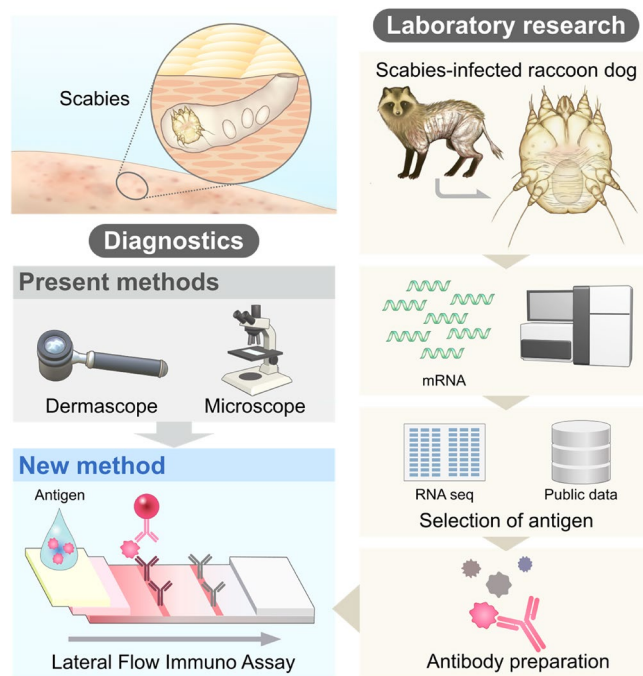 Scabies
Diagnostics
Present methods
Dermascope
Microscope
New method
Antigen
Lateral Flow Immuno Assay
Laboratory research
Scabies-infected raccoon dog
mRNA
RNA seq
Public data
Selection of antigen
Antibody preparation